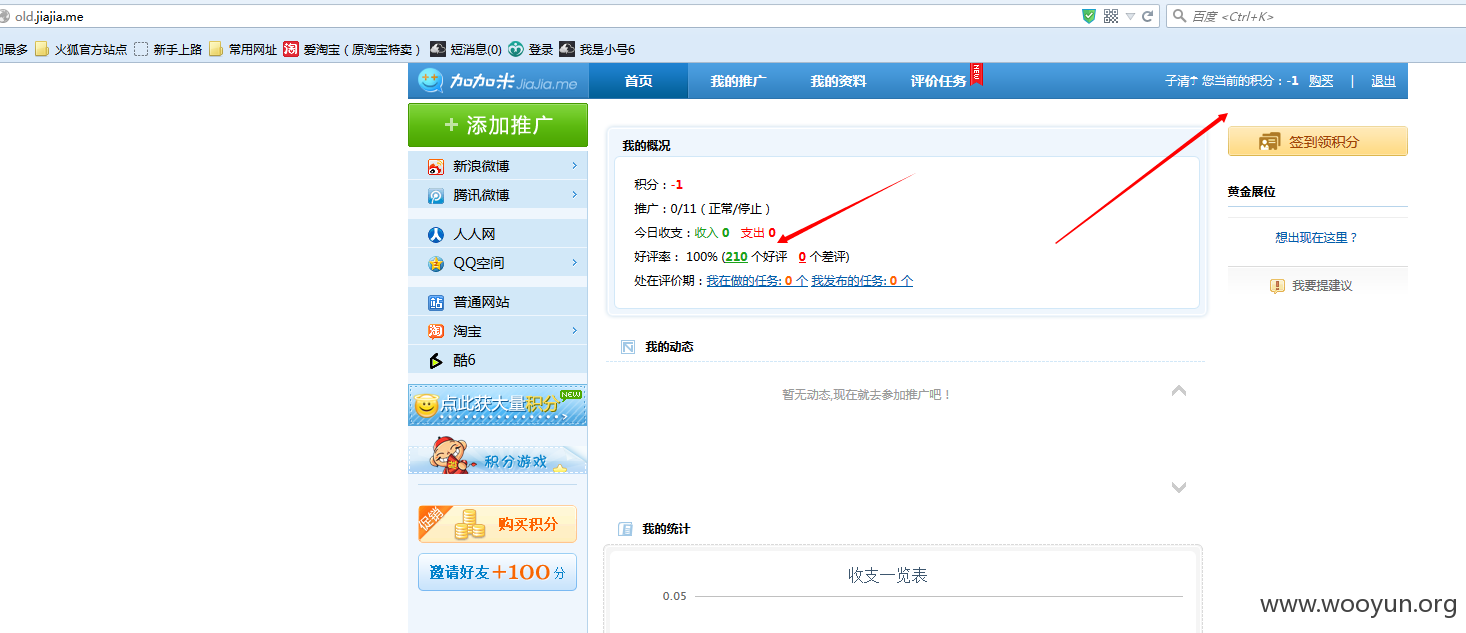 old.jiajia.me
百度 <Ctrl+K>
问最多 火狐官方站点 新手上路 常用网址 淘 爱淘宝（原淘宝特卖） 短消息(0) 登录 我是小号6
加加米 JiaJia.me 首页 我的推广 我的资料 评价任务 NEW 子清† 您当前的积分：-1 购买 | 退出
+ 添加推广
新浪微博
腾讯微博
人人网
QQ空间
站 普通网站
淘 淘宝
酷6
点此获大量积分 NEW
积分游戏
促销 购买积分
邀请好友+100分
我的概况
积分：-1
推广：0/11（正常/停止）
今日收支：收入 0 支出 0
好评率： 100% (210 个好评 0 个差评)
处在评价期：我在做的任务: 0 个 我发布的任务: 0 个
我的动态
暂无动态,现在就去参加推广吧！
我的统计
收支一览表
0.05
签到领积分
黄金展位
想出现在这里？
我要提建议
www.wooyun.org